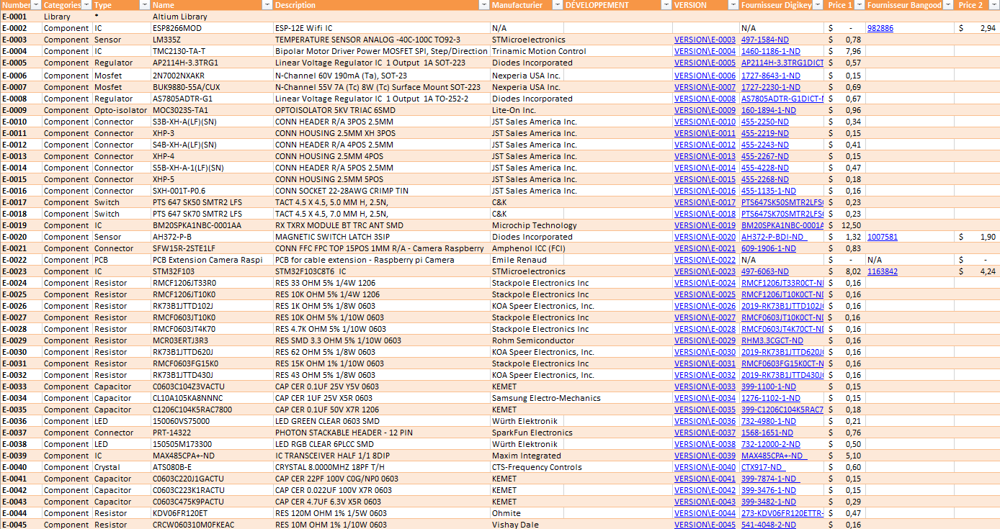 Number Categories Type Name Description Manufacturier DÉVELOPPEMENT VERSION Fournisseur Digikey Price 1 Fournisseur Bangood Price 2
E-0001 Library * Altium Library
E-0002 Component IC ESP8266MOD ESP-12E Wifi IC N/A N/A $ - 982886 $ 2,94
E-0003 Component Sensor LM335Z TEMPERATURE SENSOR ANALOG -40C-100C TO92-3 STMicroelectronics VERSION\E-0003 497-1584-ND $ 0,78
E-0004 Component IC TMC2130-TA-T Bipolar Motor Driver Power MOSFET SPI, Step/Direction Trinamic Motion Control VERSION\E-0004 1460-1186-1-ND $ 7,96
E-0005 Component Regulator AP2114H-3.3TRG1 Linear Voltage Regulator IC 1 Output 1A SOT-223 Diodes Incorporated VERSION\E-0005 AP2114H-3.3TRG1DICT $ 0,57
E-0006 Component Mosfet 2N7002NXAKR N-Channel 60V 190mA (Ta), SOT-23 Nexperia USA Inc. VERSION\E-0006 1727-8643-1-ND $ 0,15
E-0007 Component Mosfet BUK9880-55A/CUX N-Channel 55V 7A (Tc) 8W (Tc) Surface Mount SOT-223 Nexperia USA Inc. VERSION\E-0007 1727-2230-1-ND $ 0,69
E-0008 Component Regulator AS7805ADTR-G1 Linear Voltage Regulator IC 1 Output 1A TO-252-2 Diodes Incorporated VERSION\E-0008 AS7805ADTR-G1DICT-N $ 0,67
E-0009 Component Opto-isolator MOC3023S-TA1 OPTOISOLATOR 5KV TRIAC 6SMD Lite-On Inc. VERSION\E-0009 160-1894-1-ND $ 0,96
E-0010 Component Connector S3B-XH-A(LF)(SN) CONN HEADER R/A 3POS 2.5MM JST Sales America Inc. VERSION\E-0010 455-2250-ND $ 0,34
E-0011 Component Connector XHP-3 CONN HOUSING 2.5MM XH 3POS JST Sales America Inc. VERSION\E-0011 455-2219-ND $ 0,15
E-0012 Component Connector S4B-XH-A(LF)(SN) CONN HEADER R/A 4POS 2.5MM JST Sales America Inc. VERSION\E-0012 455-2243-ND $ 0,41
E-0013 Component Connector XHP-4 CONN HOUSING 2.5MM 4POS JST Sales America Inc. VERSION\E-0013 455-2267-ND $ 0,15
E-0014 Component Connector S5B-XH-A-1(LF)(SN) CONN HEADER R/A 5POS 2.5MM JST Sales America Inc. VERSION\E-0014 455-4228-ND $ 0,47
E-0015 Component Connector XHP-5 CONN HOUSING 2.5MM 5POS JST Sales America Inc. VERSION\E-0015 455-2268-ND $ 0,18
E-0016 Component Connector SXH-001T-P0.6 CONN SOCKET 22-28AWG CRIMP TIN JST Sales America Inc. VERSION\E-0016 455-1135-1-ND $ 0,16
E-0017 Component Switch PTS 647 SK50 SMTR2 LFS TACT 4.5 X 4.5, 5.0 MM H, 2.5N, C&K VERSION\E-0017 PTS647SK50SMTR2LFS $ 0,23
E-0018 Component Switch PTS 647 SK70 SMTR2 LFS TACT 4.5 X 4.5, 7.0 MM H, 2.5N, C&K VERSION\E-0018 PTS647SK70SMTR2LFS $ 0,23
E-0019 Component IC BM20SPKA1NBC-0001AA RX TXRX MODULE BT TRC ANT SMD Microchip Technology VERSION\E-0019 BM20SPKA1NBC-0001A $ 12,50
E-0020 Component Sensor AH372-P-B MAGNETIC SWITCH LATCH 3SIP Diodes Incorporated VERSION\E-0020 AH372-P-BDI-ND $ 1,32 1007581 $ 1,90
E-0021 Component Connector SFW15R-2STE1LF CONN FFC FPC TOP 15POS 1MM R/A - Camera Raspberry Amphenol ICC (FCI) VERSION\E-0021 609-1906-1-ND $ 0,83
E-0022 Component PCB PCB Extension Camera Raspi PCB for cable extension - Raspberry pi Camera Emile Renaud VERSION\E-0022 N/A $ - N/A $ -
E-0023 Component IC STM32F103 STM32F103C8T6 IC STMicroelectronics VERSION\E-0023 497-6063-ND $ 8,02 1163842 $ 4,24
E-0024 Component Resistor RMCF1206JT33R0 RES 33 OHM 5% 1/4W 1206 Stackpole Electronics Inc VERSION\E-0024 RMCF1206JT33R0CT-NI $ 0,16
E-0025 Component Resistor RMCF1206JT10K0 RES 10K OHM 5% 1/4W 1206 Stackpole Electronics Inc VERSION\E-0025 RMCF1206JT10K0CT-NI $ 0,16
E-0026 Component Resistor RK73B1JTTD102J RES 1K OHM 5% 1/8W 0603 KOA Speer Electronics, Inc. VERSION\E-0026 2019-RK73B1JTTD102J $ 0,16
E-0027 Component Resistor RMCF0603JT10K0 RES 10K OHM 5% 1/10W 0603 Stackpole Electronics Inc VERSION\E-0027 RMCF0603JT10K0CT-NI $ 0,16
E-0028 Component Resistor RMCF0603JT4K70 RES 4.7K OHM 5% 1/10W 0603 Stackpole Electronics Inc VERSION\E-0028 RMCF0603JT4K70CT-NI $ 0,16
E-0029 Component Resistor MCR03ERTJ3R3 RES SMD 3.3 OHM 5% 1/10W 0603 Rohm Semiconductor VERSION\E-0029 RHM3.3CGCT-ND $ 0,16
E-0030 Component Resistor RK73B1JTTD620J RES 62 OHM 5% 1/8W 0603 KOA Speer Electronics, Inc. VERSION\E-0030 2019-RK73B1JTTD620J $ 0,16
E-0031 Component Resistor RMCF0603FG15K0 RES 15K OHM 1% 1/10W 0603 Stackpole Electronics Inc VERSION\E-0031 RMCF0603FG15K0CT-N $ 0,16
E-0032 Component Resistor RK73B1JTTD430J RES 43 OHM 5% 1/8W 0603 KOA Speer Electronics, Inc. VERSION\E-0032 2019-RK73B1JTTD430J $ 0,16
E-0033 Component Capacitor C0603C104Z3VACTU CAP CER 0.1UF 25V Y5V 0603 KEMET VERSION\E-0033 399-1100-1-ND $ 0,15
E-0034 Component Capacitor CL10A105KA8NNNC CAP CER 1UF 25V X5R 0603 Samsung Electro-Mechanics VERSION\E-0034 1276-1102-1-ND $ 0,15
E-0035 Component Capacitor C1206C104K5RAC7800 CAP CER 0.1UF 50V X7R 1206 KEMET VERSION\E-0035 399-C1206C104K5RAC7 $ 0,18
E-0036 Component LED 150060VS75000 LED GREEN CLEAR 0603 SMD Würth Elektronik VERSION\E-0036 732-4980-1-ND $ 0,21
E-0037 Component Connector PRT-14322 PHOTON STACKABLE HEADER - 12 PIN SparkFun Electronics VERSION\E-0037 1568-1651-ND $ 0,76
E-0038 Component LED 150505M173300 LED RGB CLEAR 6PLCC SMD Würth Elektronik VERSION\E-0038 732-12000-2-ND $ 0,50
E-0039 Component IC MAX485CPA+-ND IC TRANSCEIVER HALF 1/1 8DIP Maxim Integrated VERSION\E-0039 MAX485CPA+-ND $ 5,10
E-0040 Component Crystal ATS080B-E CRYSTAL 8.0000MHZ 18PF T/H CTS-Frequency Controls VERSION\E-0040 CTX917-ND $ 0,60
E-0041 Component Capacitor C0603C220J1GACTU CAP CER 22PF 100V C0G/NP0 0603 KEMET VERSION\E-0041 399-7874-1-ND $ 0,15
E-0042 Component Capacitor C0603C223K1RACTU CAP CER 0.022UF 100V X7R 0603 KEMET VERSION\E-0042 399-3476-1-ND $ 0,15
E-0043 Component Capacitor C0603C475K9PACTU CAP CER 4.7UF 6.3V X5R 0603 KEMET VERSION\E-0043 399-3482-1-ND $ 0,29
E-0044 Component Resistor KDV06FR120ET RES 120M OHM 1% 1/5W 0603 Ohmite VERSION\E-0044 273-KDV06FR120ETTR- $ 0,47
E-0045 Component Resistor CRCW060310M0FKEAC RES 10M OHM 1% 1/10W 0603 Vishay Dale VERSION\E-0045 541-4048-2-ND $ 0,16